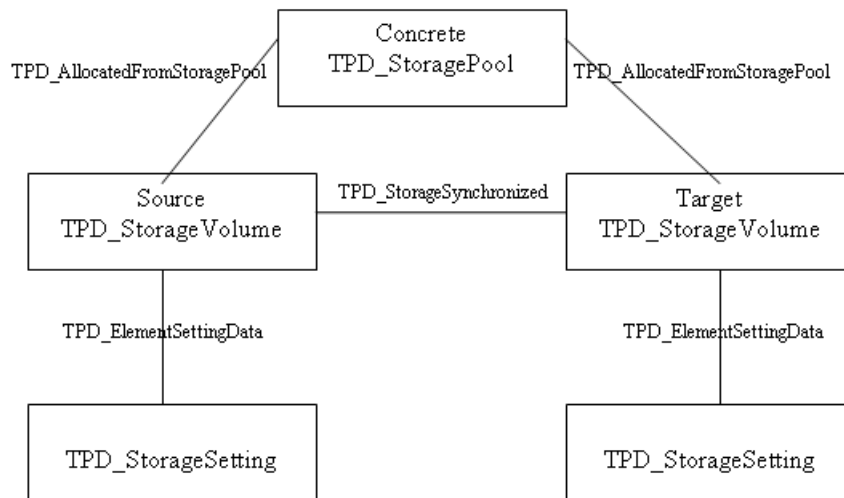 Concrete
TPD_StoragePool
TPD_AllocatedFromStoragePool
TPD_AllocatedFromStoragePool
Source
TPD_StorageVolume
TPD_StorageSynchronized
Target
TPD_StorageVolume
TPD_ElementSettingData
TPD_ElementSettingData
TPD_StorageSetting
TPD_StorageSetting